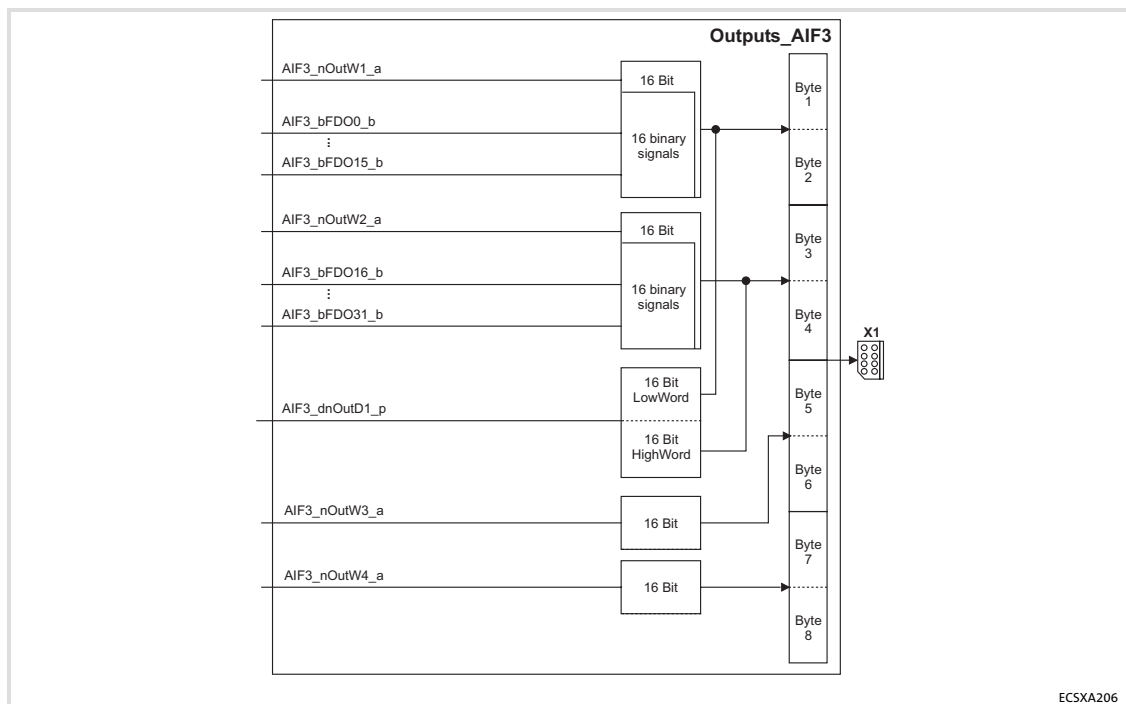 Outputs_AIF3
AIF3_nOutW1_a
16 Bit
AIF3_bFDO0_b
...
AIF3_bFDO15_b
16 binary
signals
Byte
1
Byte
2
AIF3_nOutW2_a
16 Bit
AIF3_bFDO16_b
...
AIF3_bFDO31_b
16 binary
signals
Byte
3
Byte
4
X1
AIF3_dnOutD1_p
16 Bit
LowWord
16 Bit
HighWord
Byte
5
Byte
6
AIF3_nOutW3_a
16 Bit
AIF3_nOutW4_a
16 Bit
Byte
7
Byte
8
ECSXA206